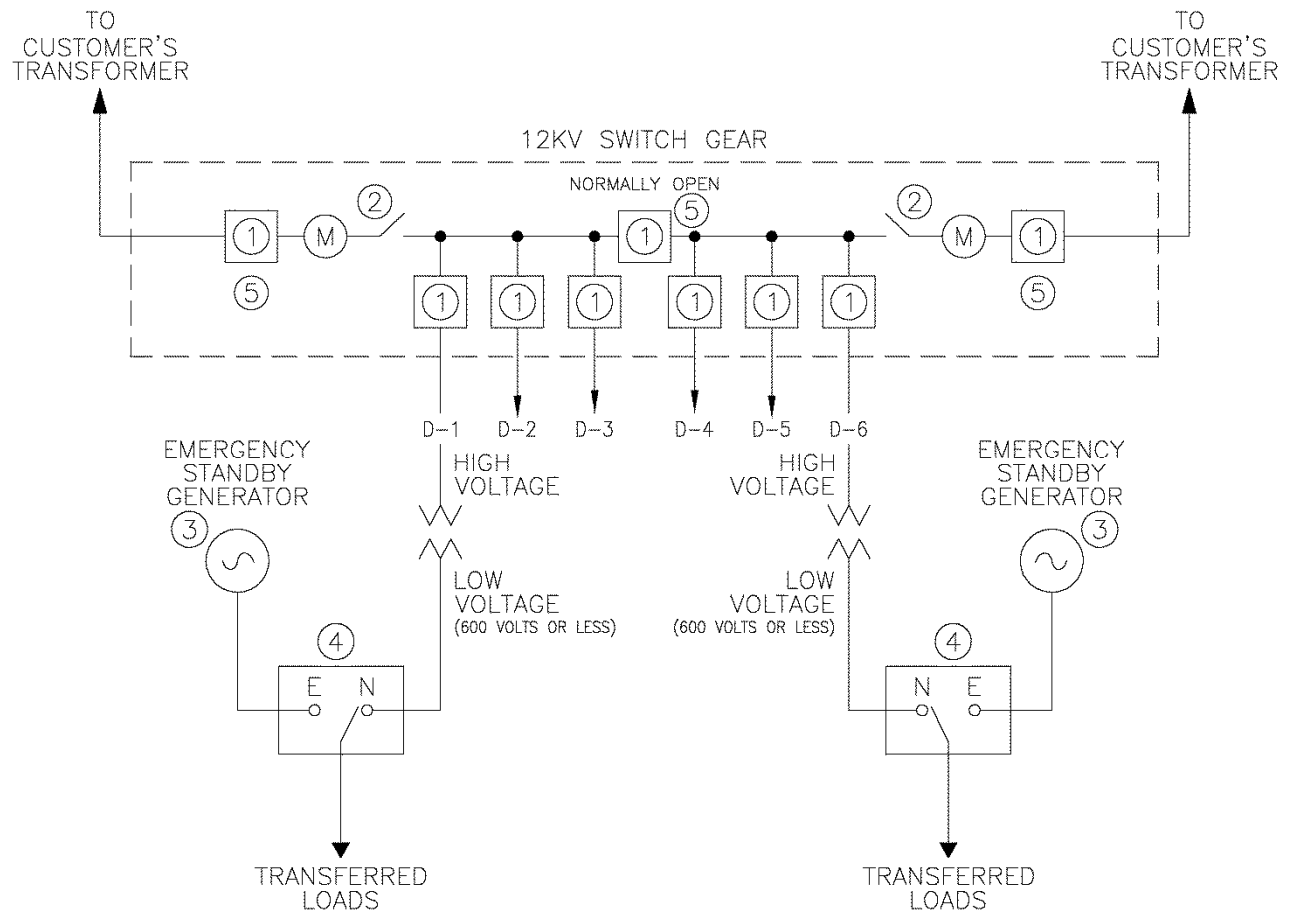 TO
CUSTOMER'S
TRANSFORMER
TO
CUSTOMER'S
TRANSFORMER
12KV SWITCH GEAR
NORMALLY OPEN
2
5
2
1
M
1
M
1
5
5
1
1
1
1
1
1
D-1
D-2
D-3
D-4
D-5
D-6
EMERGENCY
STANDBY
GENERATOR
3
HIGH
VOLTAGE
HIGH
VOLTAGE
EMERGENCY
STANDBY
GENERATOR
3
LOW
VOLTAGE
(600 VOLTS OR LESS)
LOW
VOLTAGE
(600 VOLTS OR LESS)
4
E N
4
N E
TRANSFERRED
LOADS
TRANSFERRED
LOADS